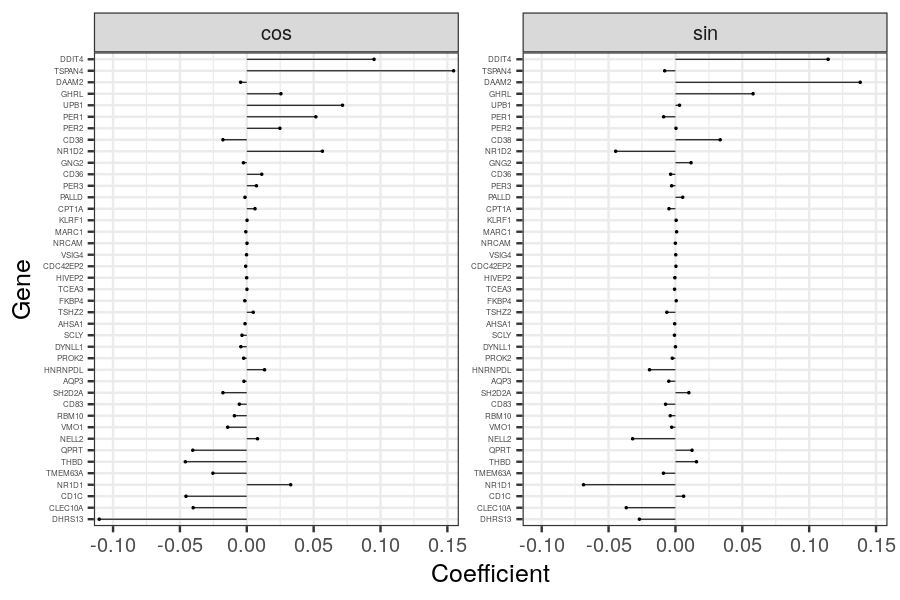 cos
sin
Gene
DDIT4
TSPAN4
DAAM2
GHRL
UPB1
PER1
PER2
CD38
NR1D2
GNG2
CD36
PER3
PALLD
CPT1A
KLRF1
MARC1
NRCAM
VSIG4
CDC42EP2
HIVEP2
TCEA3
FKBP4
TSHZ2
AHSA1
SCLY
DYNLL1
PROK2
HNRNPDL
AQP3
SH2D2A
CD83
RBM10
VMO1
NELL2
QPRT
THBD
TMEM63A
NR1D1
CD1C
CLEC10A
DHRS13
DDIT4
TSPAN4
DAAM2
GHRL
UPB1
PER1
PER2
CD38
NR1D2
GNG2
CD36
PER3
PALLD
CPT1A
KLRF1
MARC1
NRCAM
VSIG4
CDC42EP2
HIVEP2
TCEA3
FKBP4
TSHZ2
AHSA1
SCLY
DYNLL1
PROK2
HNRNPDL
AQP3
SH2D2A
CD83
RBM10
VMO1
NELL2
QPRT
THBD
TMEM63A
NR1D1
CD1C
CLEC10A
DHRS13
-0.10 -0.05 0.00 0.05 0.10 0.15
-0.10 -0.05 0.00 0.05 0.10 0.15
Coefficient